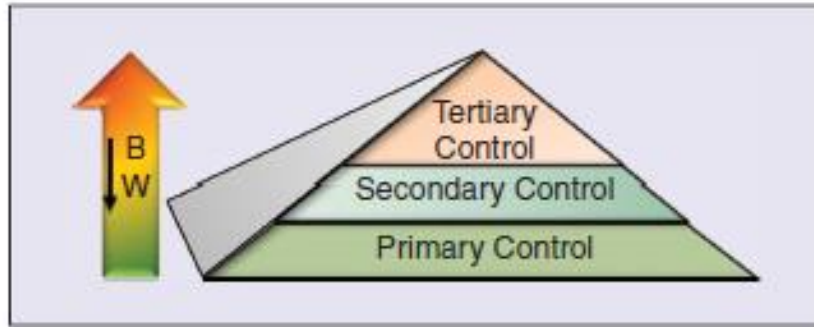 B
W
Tertiary
Control
Secondary Control
Primary Control